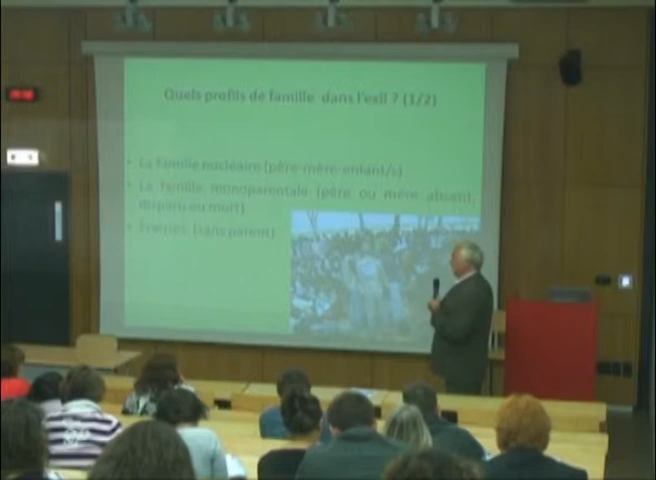 Quels profils de famille dans l'exil ? (1/2)
• La famille nucléaire (père-mère-enfant/s)
• La famille monoparentale (père ou mère absent,
disparu ou mort)
• Fratries (sans parent)